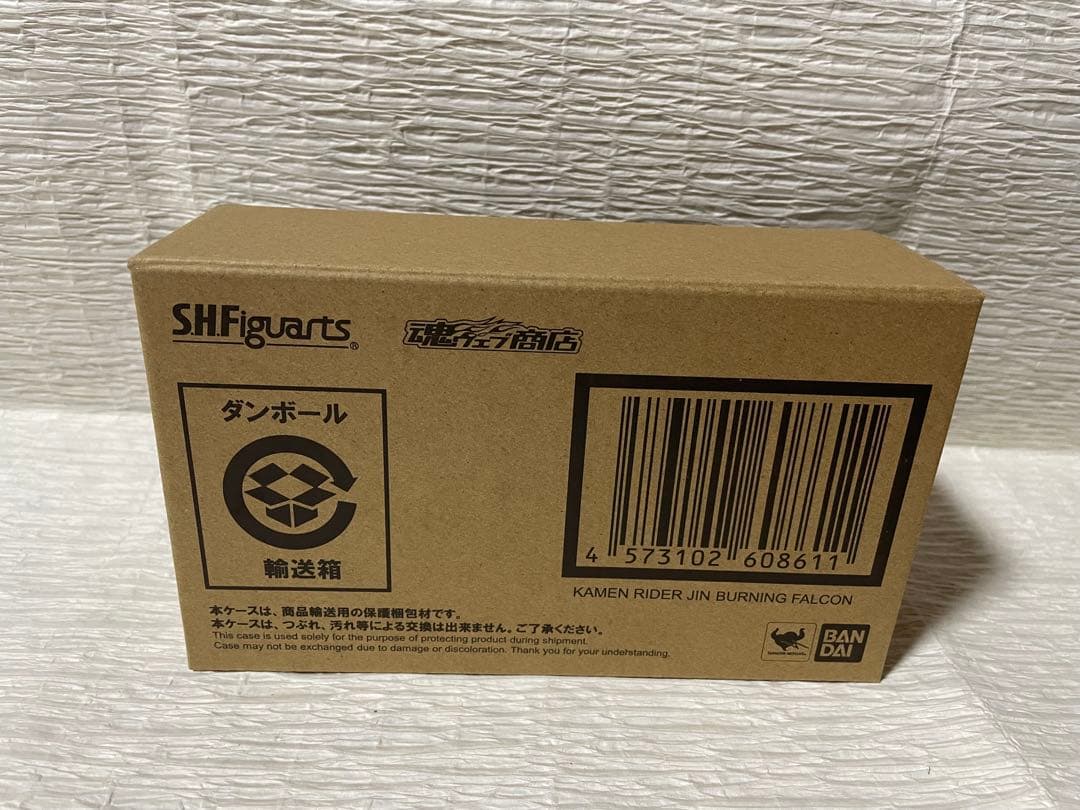 S.H.Figuarts®
魂ウェブ商店
ダンボール
輸送箱
4 573102 608611
KAMEN RIDER JIN BURNING FALCON
本ケースは、商品輸送用の保護梱包材です。
本ケースは、つぶれ、汚れ等による交換は出来ません。ご了承ください。
This case is used solely for the purpose of protecting product during shipment.
Case may not be exchanged due to damage or discoloration. Thank you for your undehstanding.
BAN
DAI